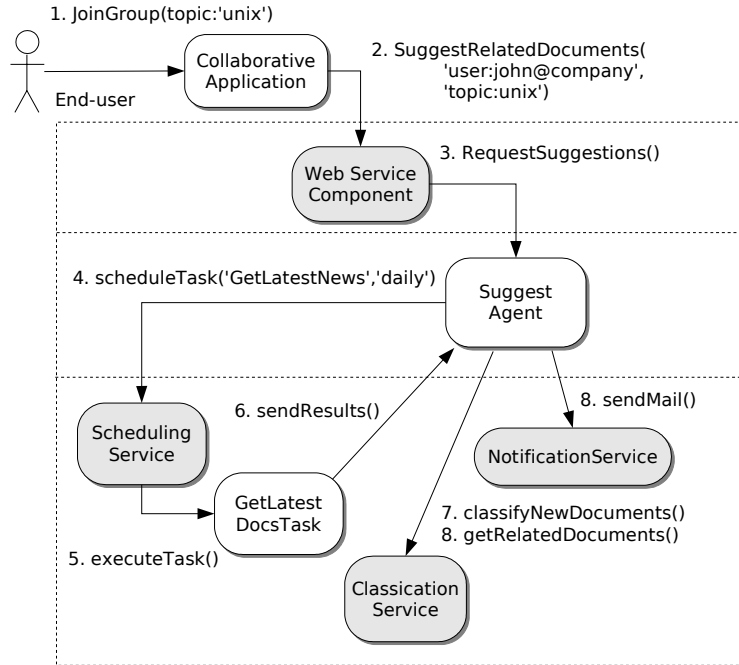 1. JoinGroup(topic:'unix')
End-user
Collaborative
Application
2. SuggestRelatedDocuments(
'user:john@company',
'topic:unix')
3. RequestSuggestions()
Web Service
Component
4. scheduleTask('GetLatestNews','daily')
Suggest
Agent
6. sendResults()
8. sendMail()
Scheduling
Service
NotificationService
GetLatest
DocsTask
7. classifyNewDocuments()
8. getRelatedDocuments()
5. executeTask()
Classication
Service